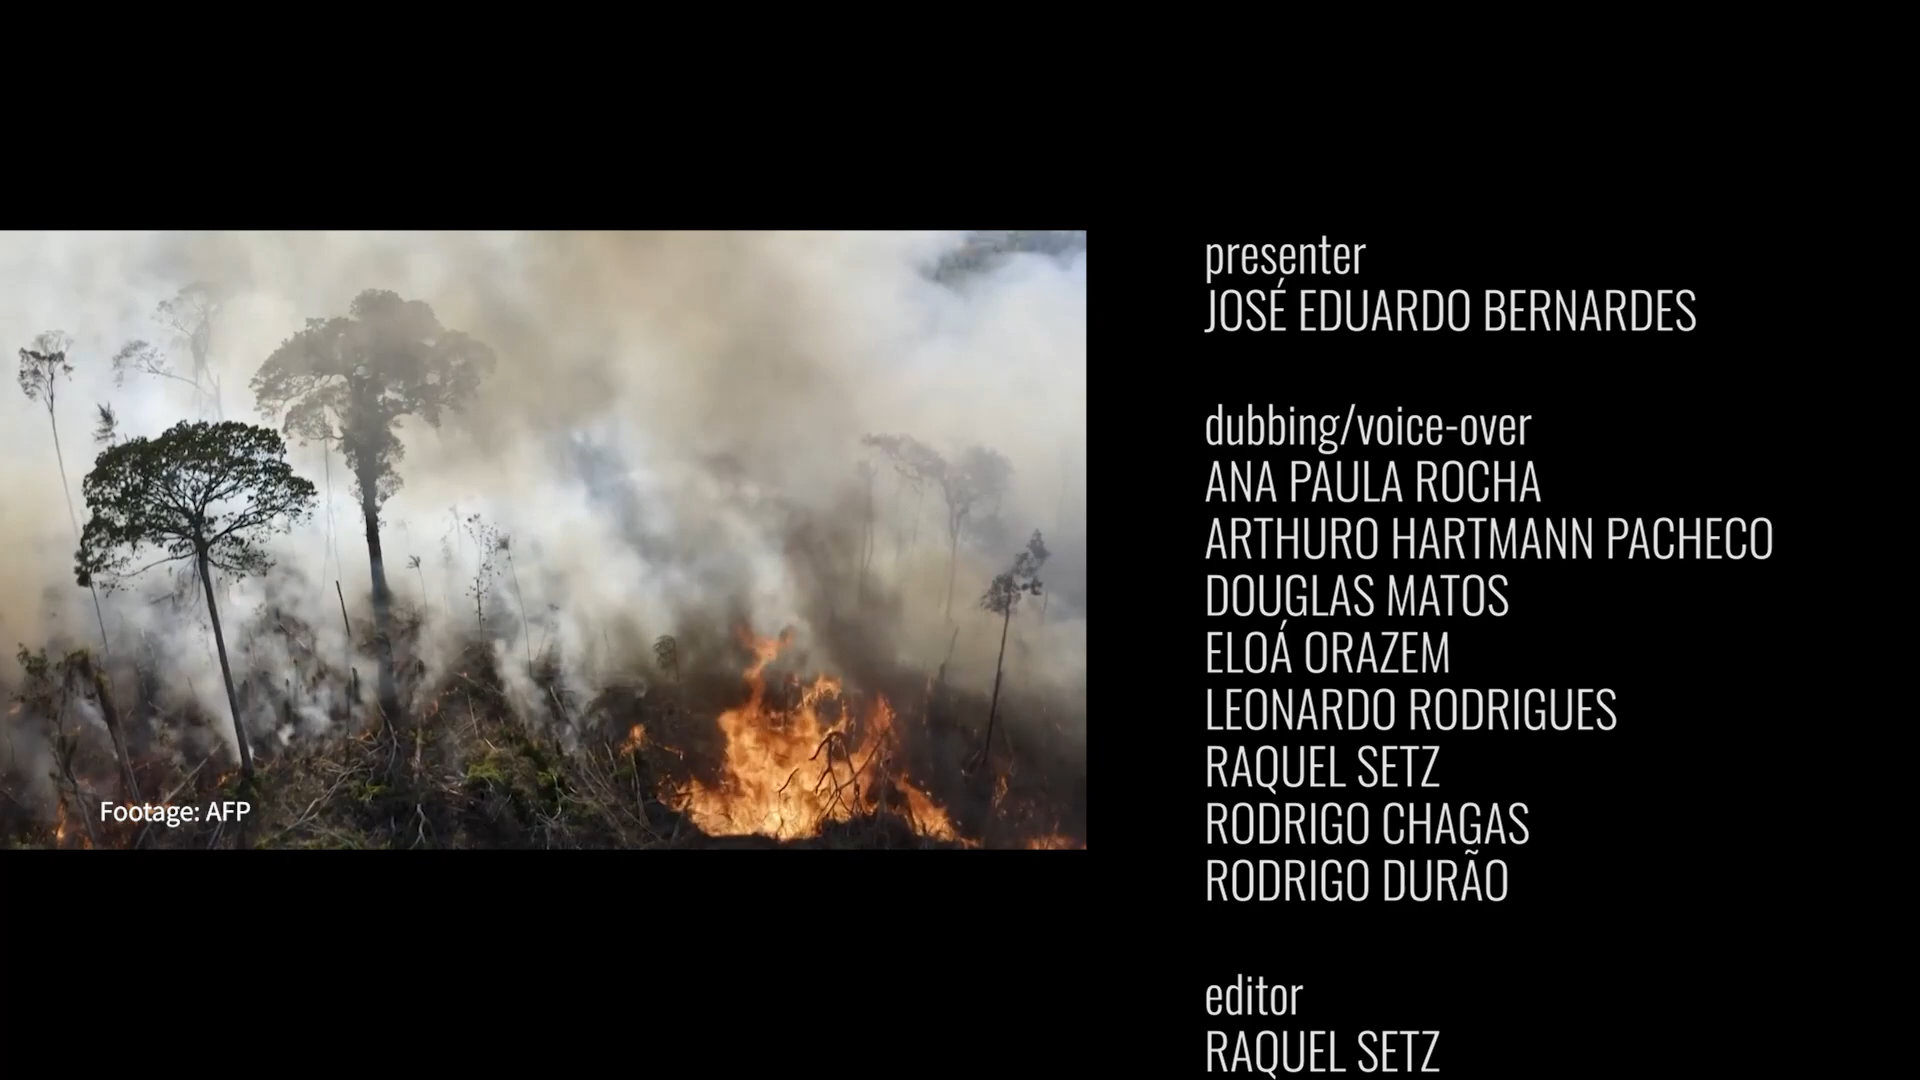 Footage: AFP
presenter
JOSÉ EDUARDO BERNARDES
dubbing/voice-over
ANA PAULA ROCHA
ARTHURO HARTMANN PACHECO
DOUGLAS MATOS
ELOÁ ORAZEM
LEONARDO RODRIGUES
RAQUEL SETZ
RODRIGO CHAGAS
RODRIGO DURÃO
editor
RAQUEL SETZ